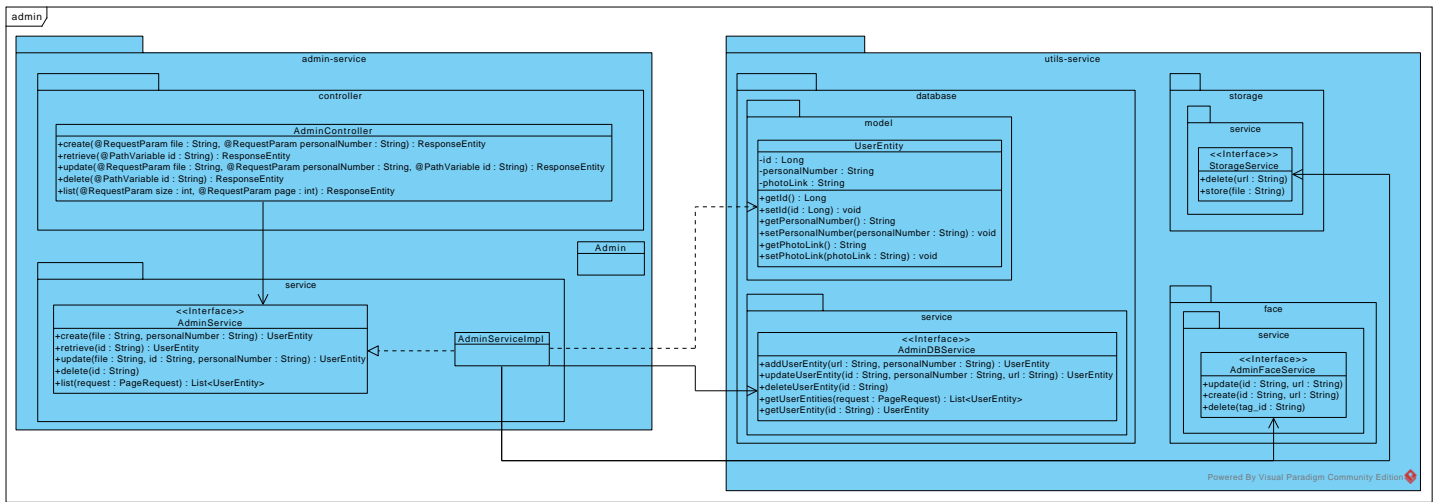 admin
admin-service
controller
AdminController
+create(@RequestParam file : String, @RequestParam personalNumber : String) : ResponseEntity
+retrieve(@PathVariable id : String) : ResponseEntity
+update(@RequestParam file : String, @RequestParam personalNumber : String, @PathVariable id : String) : ResponseEntity
+delete(@PathVariable id : String) : ResponseEntity
+list(@RequestParam size : int, @RequestParam page : int) : ResponseEntity
Admin
service
<<Interface>>
AdminService
+create(file : String, personalNumber : String) : UserEntity
+retrieve(id : String) : UserEntity
+update(file : String, id : String, personalNumber : String) : UserEntity
+delete(id : String)
+list(request : PageRequest) : List<UserEntity>
AdminServiceImpl
utils-service
database
model
UserEntity
-id : Long
-personalNumber : String
-photoLink : String
+getId() : Long
+setId(id : Long) : void
+getPersonalNumber() : String
+setPersonalNumber(personalNumber : String) : void
+getPhotoLink() : String
+setPhotoLink(photoLink : String) : void
service
<<Interface>>
AdminDBService
+addUserEntity(url : String, personalNumber : String) : UserEntity
+updateUserEntity(id : String, personalNumber : String, url : String) : UserEntity
+deleteUserEntity(id : String)
+getUserEntities(request : PageRequest) : List<UserEntity>
+getUserEntity(id : String) : UserEntity
storage
service
<<Interface>>
StorageService
+delete(url : String)
+store(file : String)
face
service
<<Interface>>
AdminFaceService
+update(id : String, url : String)
+create(id : String, url : String)
+delete(tag_id : String)
Powered By Visual Paradigm Community Edition